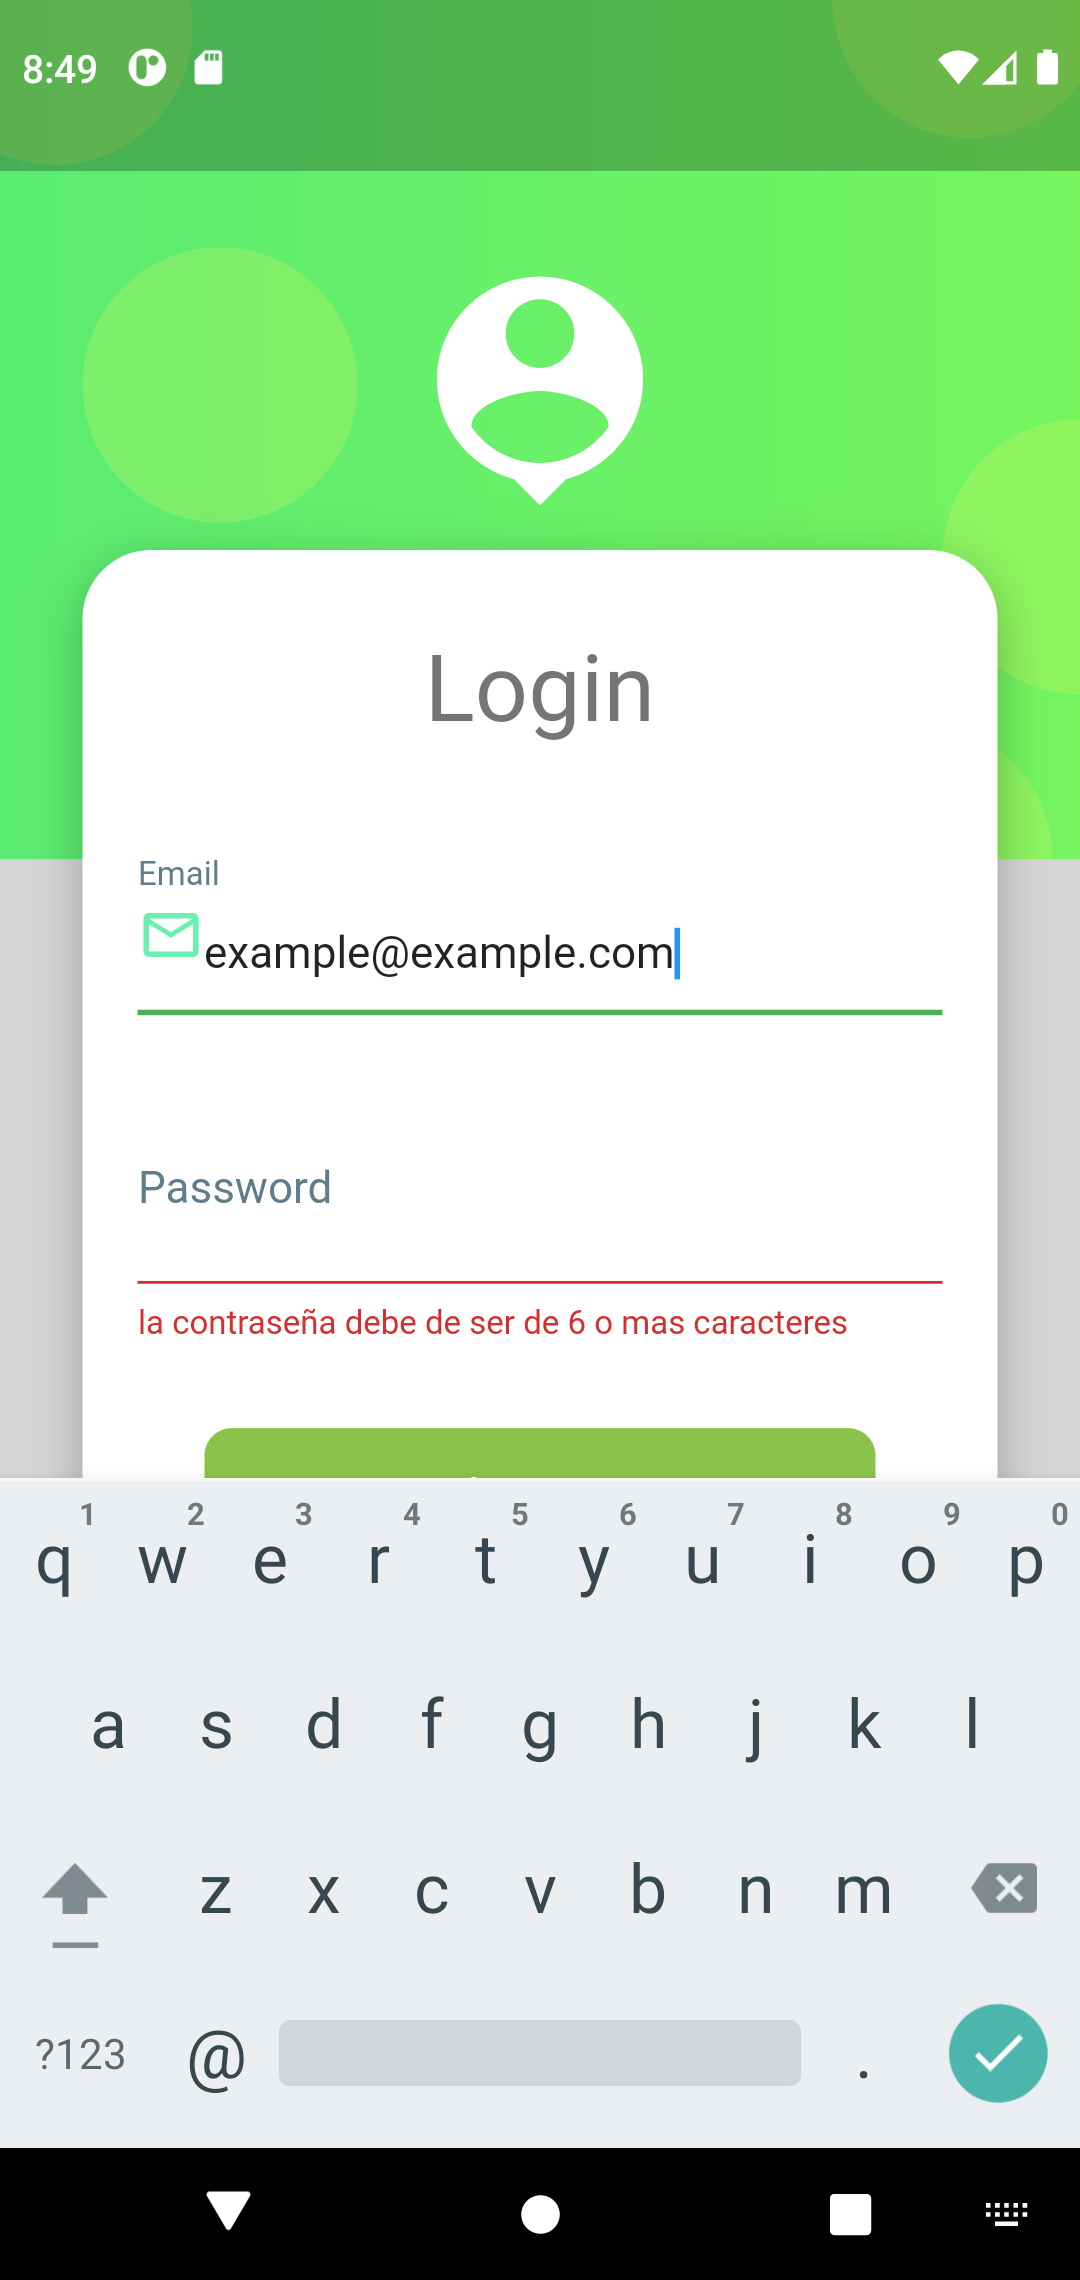 8:49
Login
Email
example@example.com
Password
la contraseña debe de ser de 6 o mas caracteres
1 2 3 4 5 6 7 8 9 0
q w e r t y u i o p
a s d f g h j k l
z x c v b n m
?123 @ .